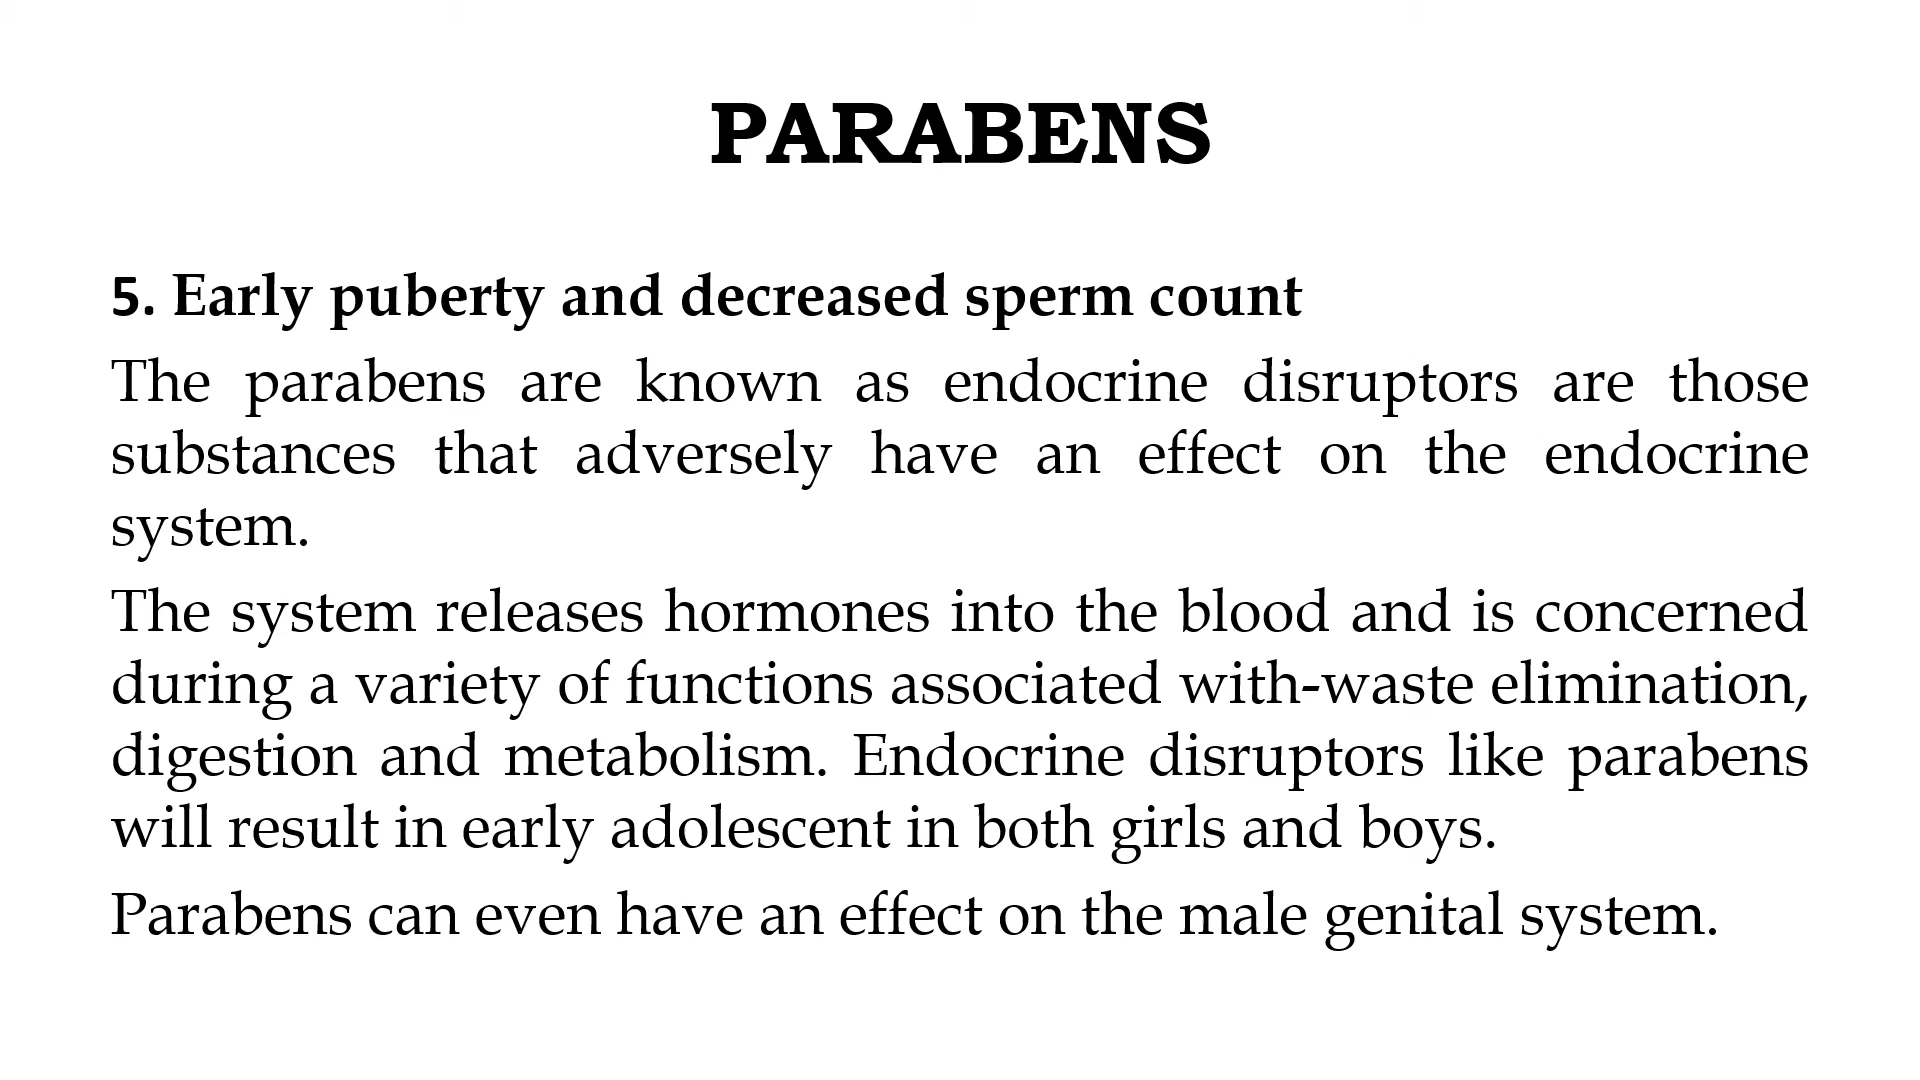 PARABENS
5. Early puberty and decreased sperm count
The parabens are known as endocrine disruptors are those
substances that adversely have an effect on the endocrine
system.
The system releases hormones into the blood and is concerned
during a variety of functions associated with-waste elimination,
digestion and metabolism. Endocrine disruptors like parabens
will result in early adolescent in both girls and boys.
Parabens can even have an effect on the male genital system.